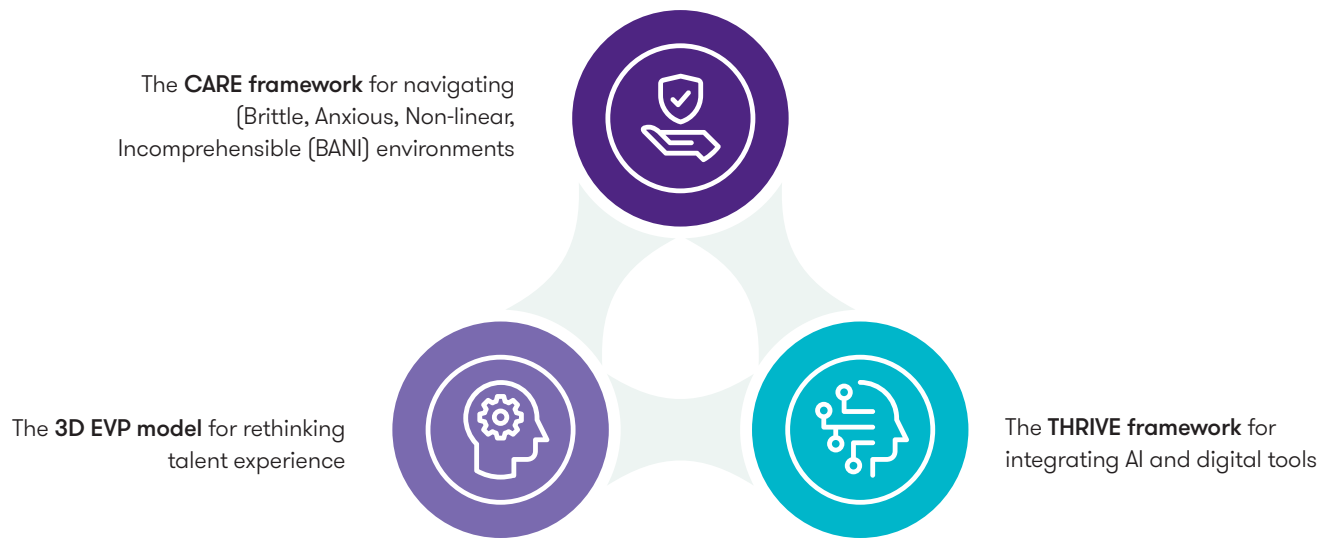 The CARE framework for navigating
(Brittle, Anxious, Non-linear,
Incomprehensible (BANI) environments
The 3D EVP model for rethinking
talent experience
The THRIVE framework for
integrating AI and digital tools